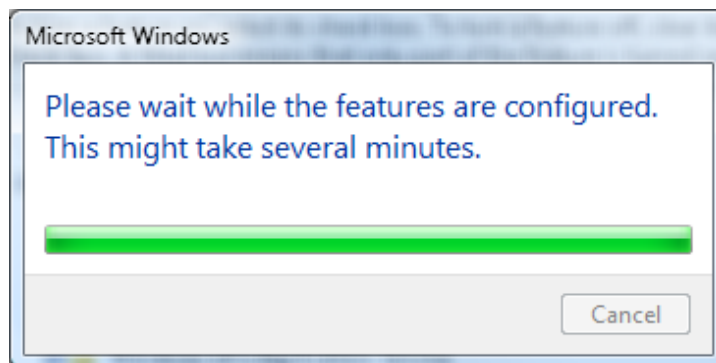 Microsoft Windows
Please wait while the features are configured.
This might take several minutes.
Cancel